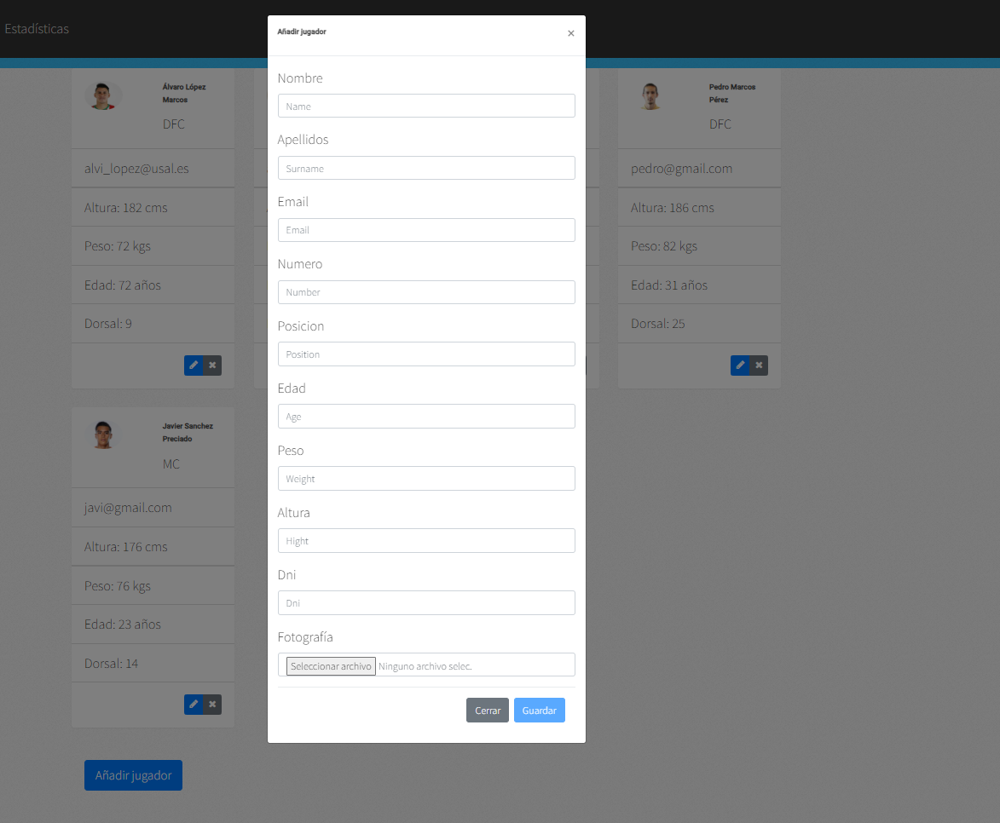 Estadísticas
Álvaro López
Marcos
DFC
alvi_lopez@usal.es
Altura: 182 cms
Peso: 72 kgs
Edad: 72 años
Dorsal: 9
Javier Sanchez
Preciado
MC
javi@gmail.com
Altura: 176 cms
Peso: 76 kgs
Edad: 23 años
Dorsal: 14
Añadir jugador
Añadir jugador
×
Nombre
Name
Apellidos
Surname
Email
Email
Numero
Number
Posicion
Position
Edad
Age
Peso
Weight
Altura
Hight
Dni
Dni
Fotografía
Seleccionar archivo Ninguno archivo selec.
Cerrar Guardar
Pedro Marcos
Pérez
DFC
pedro@gmail.com
Altura: 186 cms
Peso: 82 kgs
Edad: 31 años
Dorsal: 25